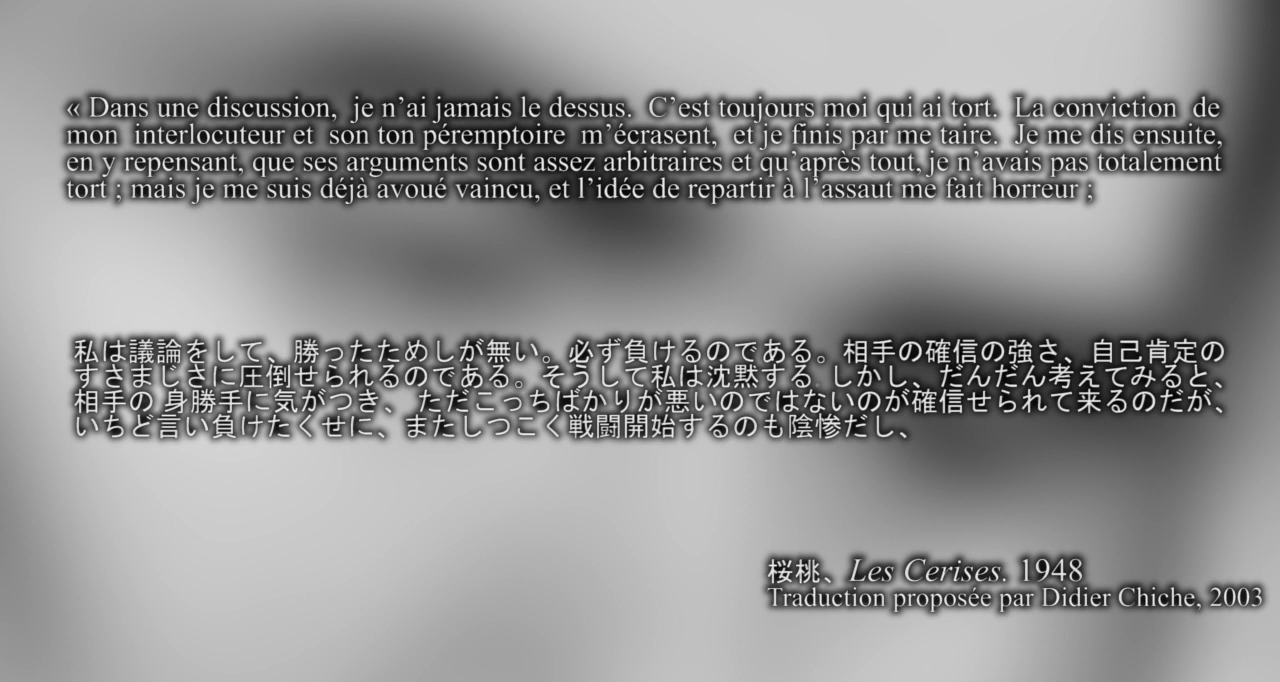 « Dans une discussion, je n’ai jamais le dessus. C’est toujours moi qui ai tort. La conviction de
mon interlocuteur et son ton péremptoire m’écrasent, et je finis par me taire. Je me dis ensuite,
en y repensant, que ses arguments sont assez arbitraires et qu’après tout, je n’avais pas totalement
tort ; mais je me suis déjà avoué vaincu, et l’idée de repartir à l’assaut me fait horreur ;
私は議論をして、勝ったためしが無い。必ず負けるのである。相手の確信の強さ、自己肯定の
すさまじさに圧倒せられるのである。そうして私は沈黙する。しかし、だんだん考えてみると、
相手の 身勝手に気がつき、 ただこっちばかりが悪いのではないのが確信せられて来るのだが、
いちど言い負けたくせに、またしつこく戦闘開始するのも陰惨だし、
桜桃、Les Cerises. 1948
Traduction proposée par Didier Chiche, 2003